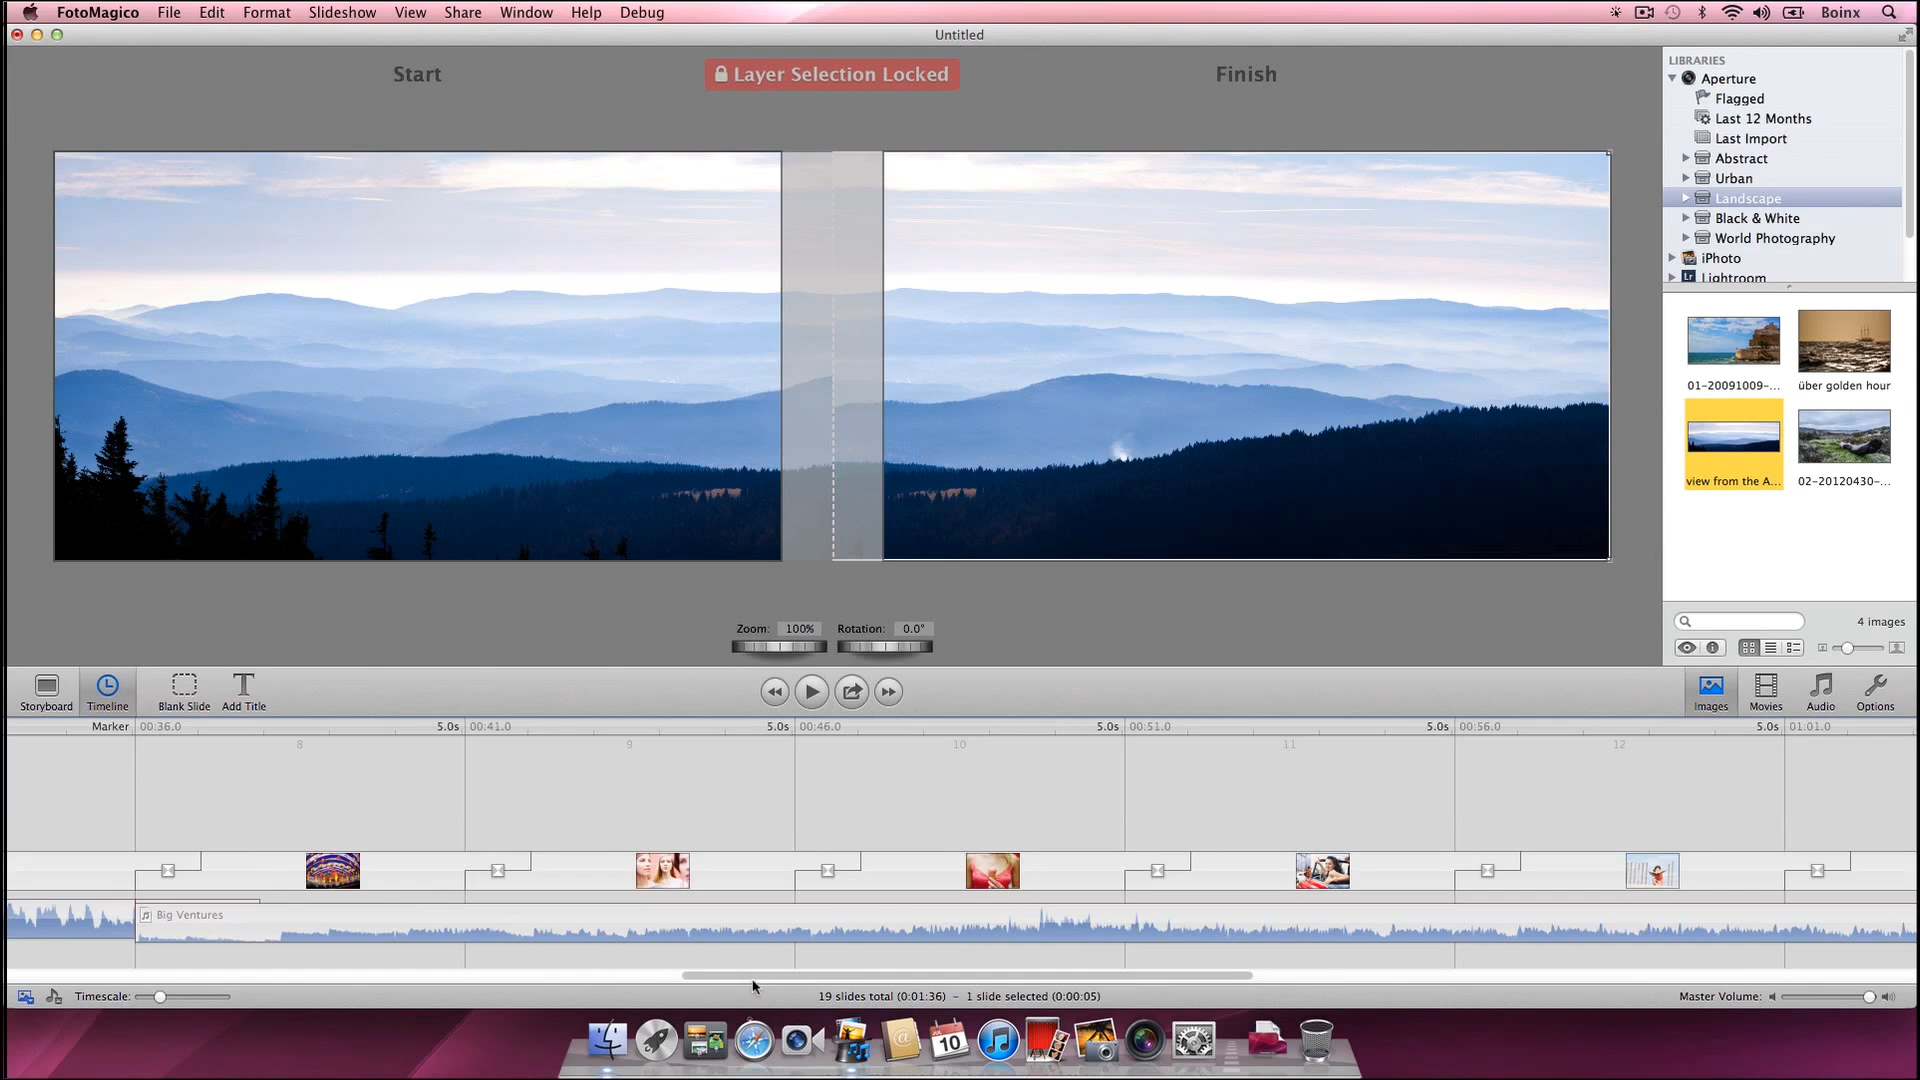 FotoMagico File Edit Format Slideshow View Share Window Help Debug Boinx
Untitled
Start
Layer Selection Locked
Finish
LIBRARIES
Aperture
Flagged
Last 12 Months
Last Import
Abstract
Urban
Landscape
Black & White
World Photography
iPhoto
Lr Lightroom
01-20091009-...
über golden hour
view from the A...
02-20120430-...
4 images
Zoom: 100% Rotation: 0.0°
Storyboard Timeline Blank Slide Add Title Images Movies Audio Options
Marker 00:36.0 5.0s 00:41.0 5.0s 00:46.0 5.0s 00:51.0 5.0s 00:56.0 5.0s 01:01.0
8 9 10 11 12
Big Ventures
Timescale: 19 slides total (0:01:36) – 1 slide selected (0:00:05) Master Volume:
JUL
10